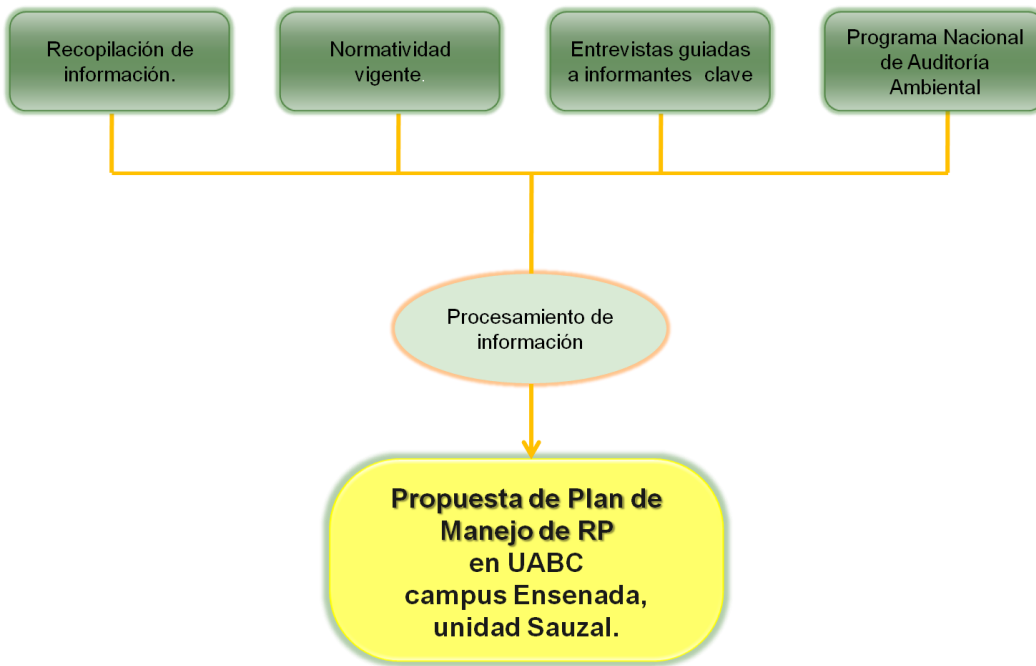 Recopilación de
información.
Normatividad
vigente.
Entrevistas guiadas
a informantes clave
Programa Nacional
de Auditoría
Ambiental
Procesamiento de
información
Propuesta de Plan de
Manejo de RP
en UABC
campus Ensenada,
unidad Sauzal.